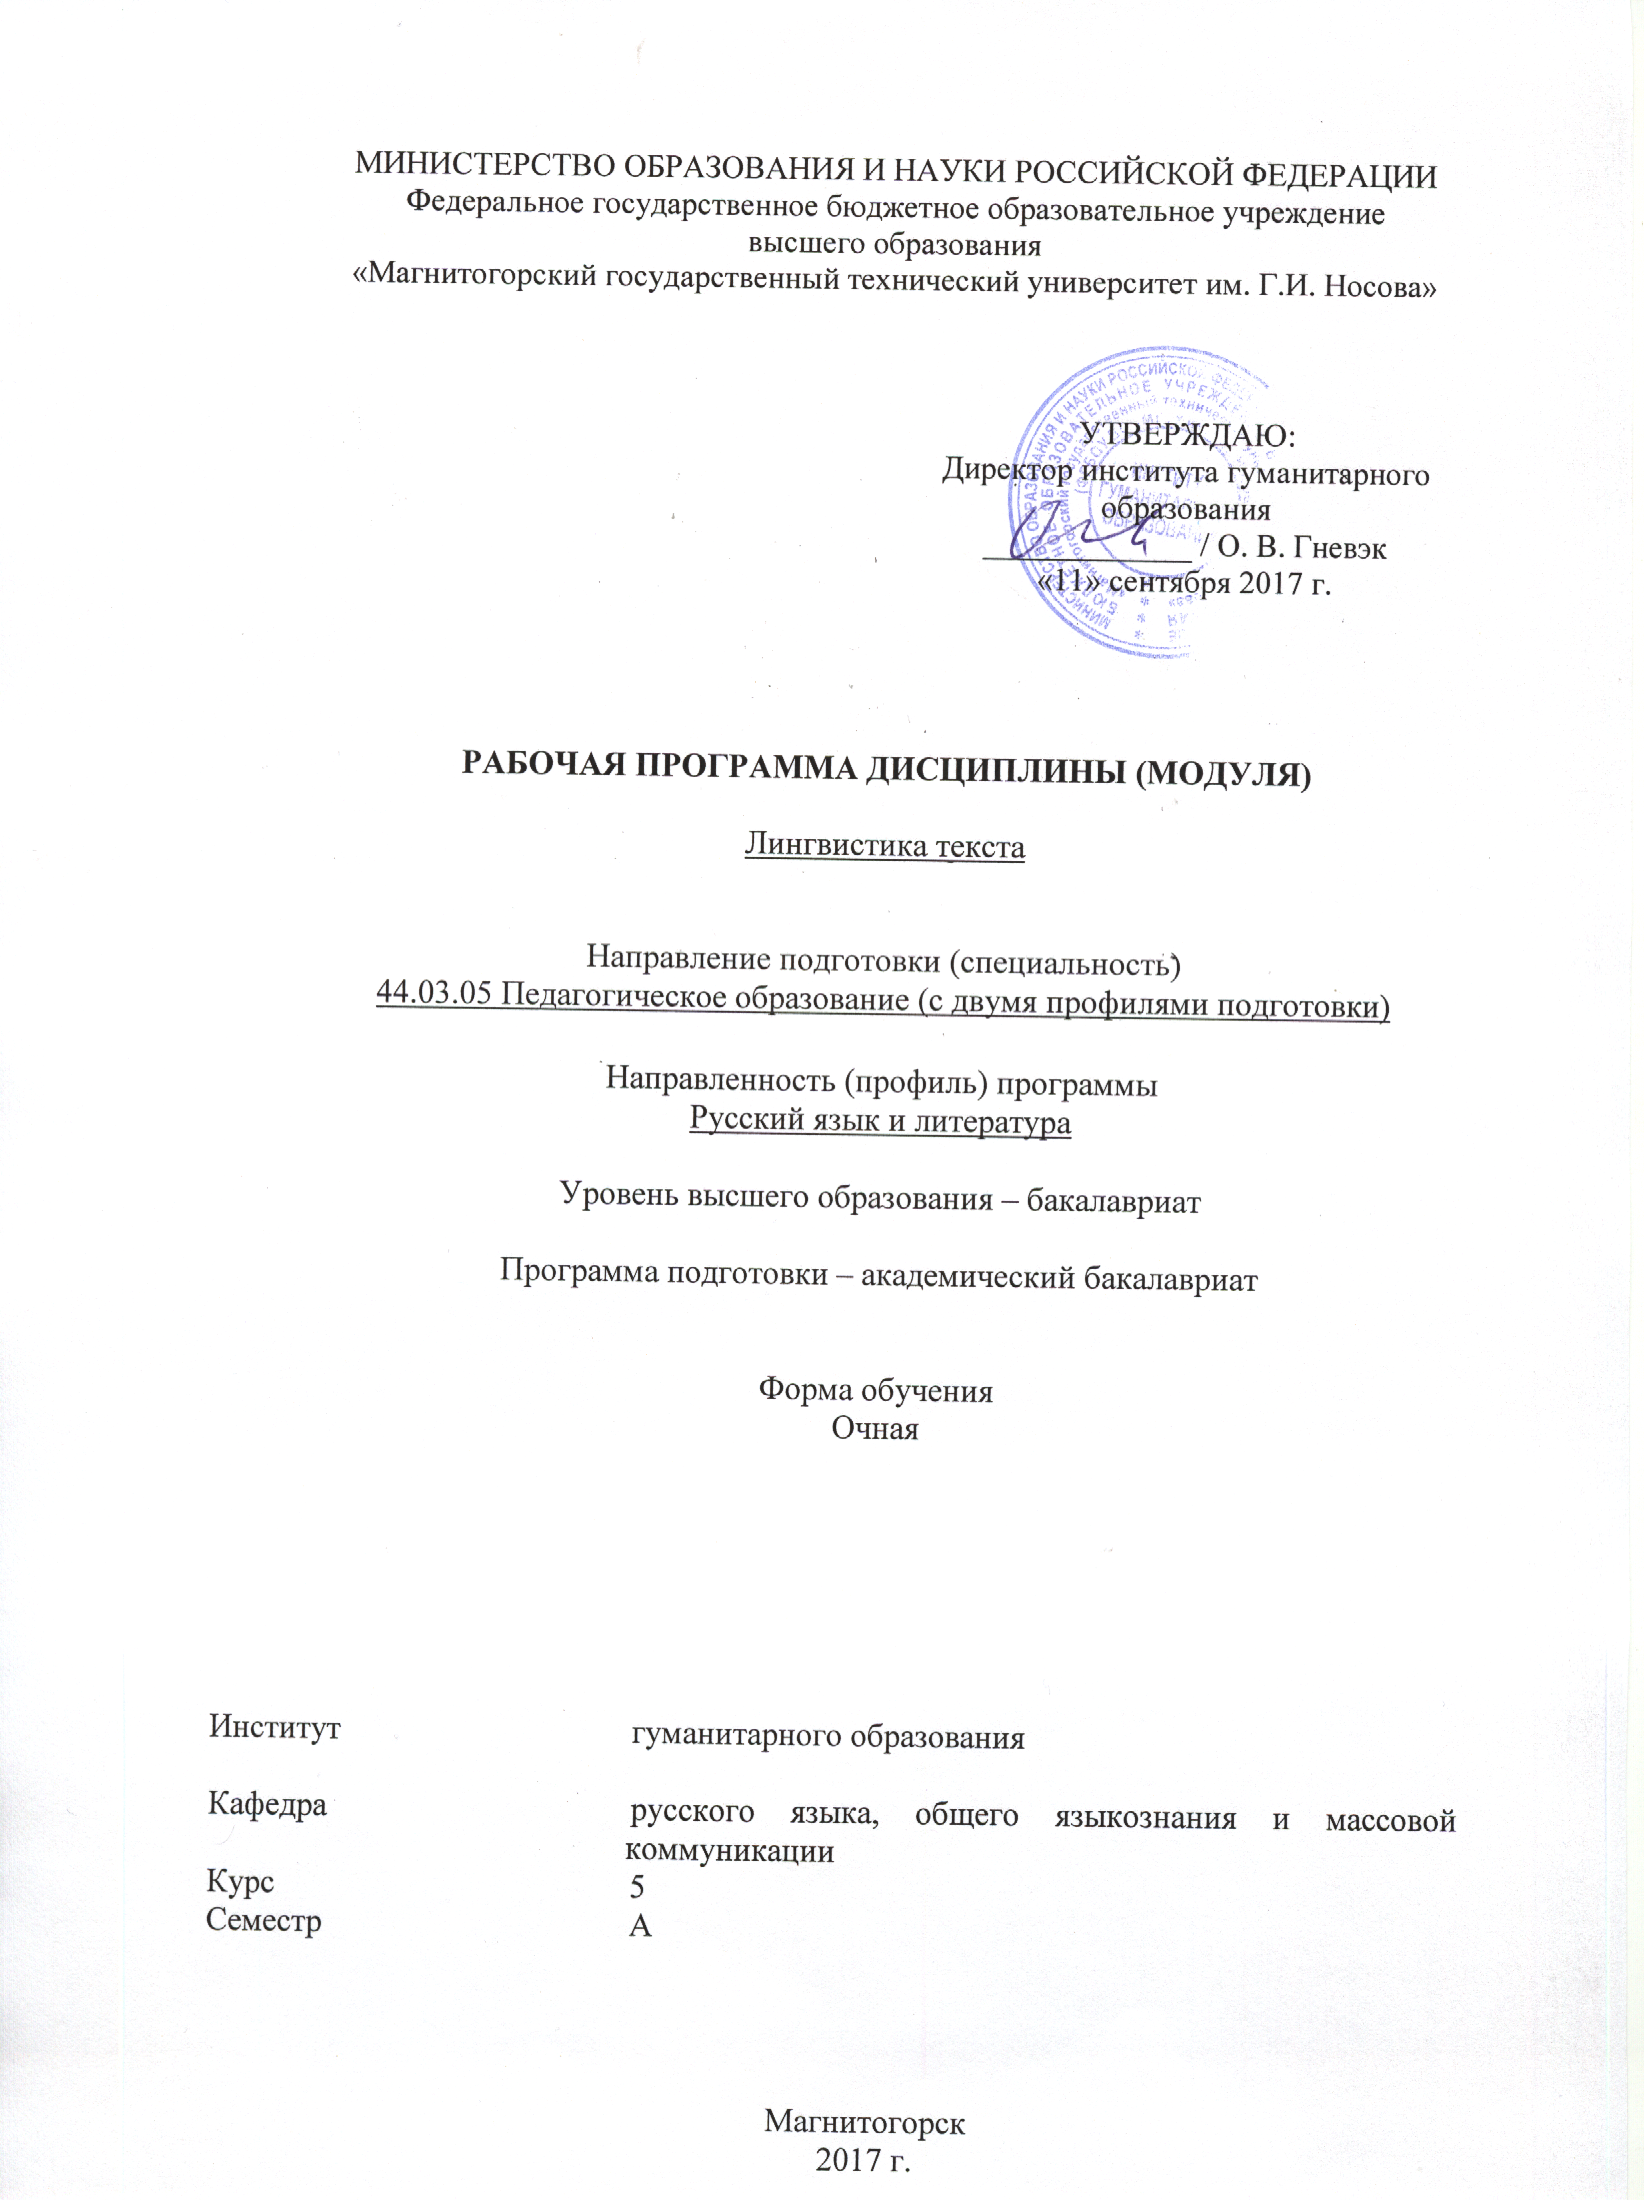 МИНИСТЕРСТВО ОБРАЗОВАНИЯ И НАУКИ РОССИЙСКОЙ ФЕДЕРАЦИИ
Федеральное государственное бюджетное образовательное учреждение
высшего образования
«Магнитогорский государственный технический университет им. Г.И. Носова»
УТВЕРЖДАЮ:
Директор института гуманитарного
образования
/ О. В. Гневэк
«11» сентября 2017 г.
РАБОЧАЯ ПРОГРАММА ДИСЦИПЛИНЫ (МОДУЛЯ)
Лингвистика текста
Направление подготовки (специальность)
44.03.05 Педагогическое образование (с двумя профилями подготовки)
Направленность (профиль) программы
Русский язык и литература
Уровень высшего образования – бакалавриат
Программа подготовки – академический бакалавриат
Форма обучения
Очная
Институт гуманитарного образования
Кафедра русского языка, общего языкознания и массовой
коммуникации
Курс 5
Семестр А
Магнитогорск
2017 г.